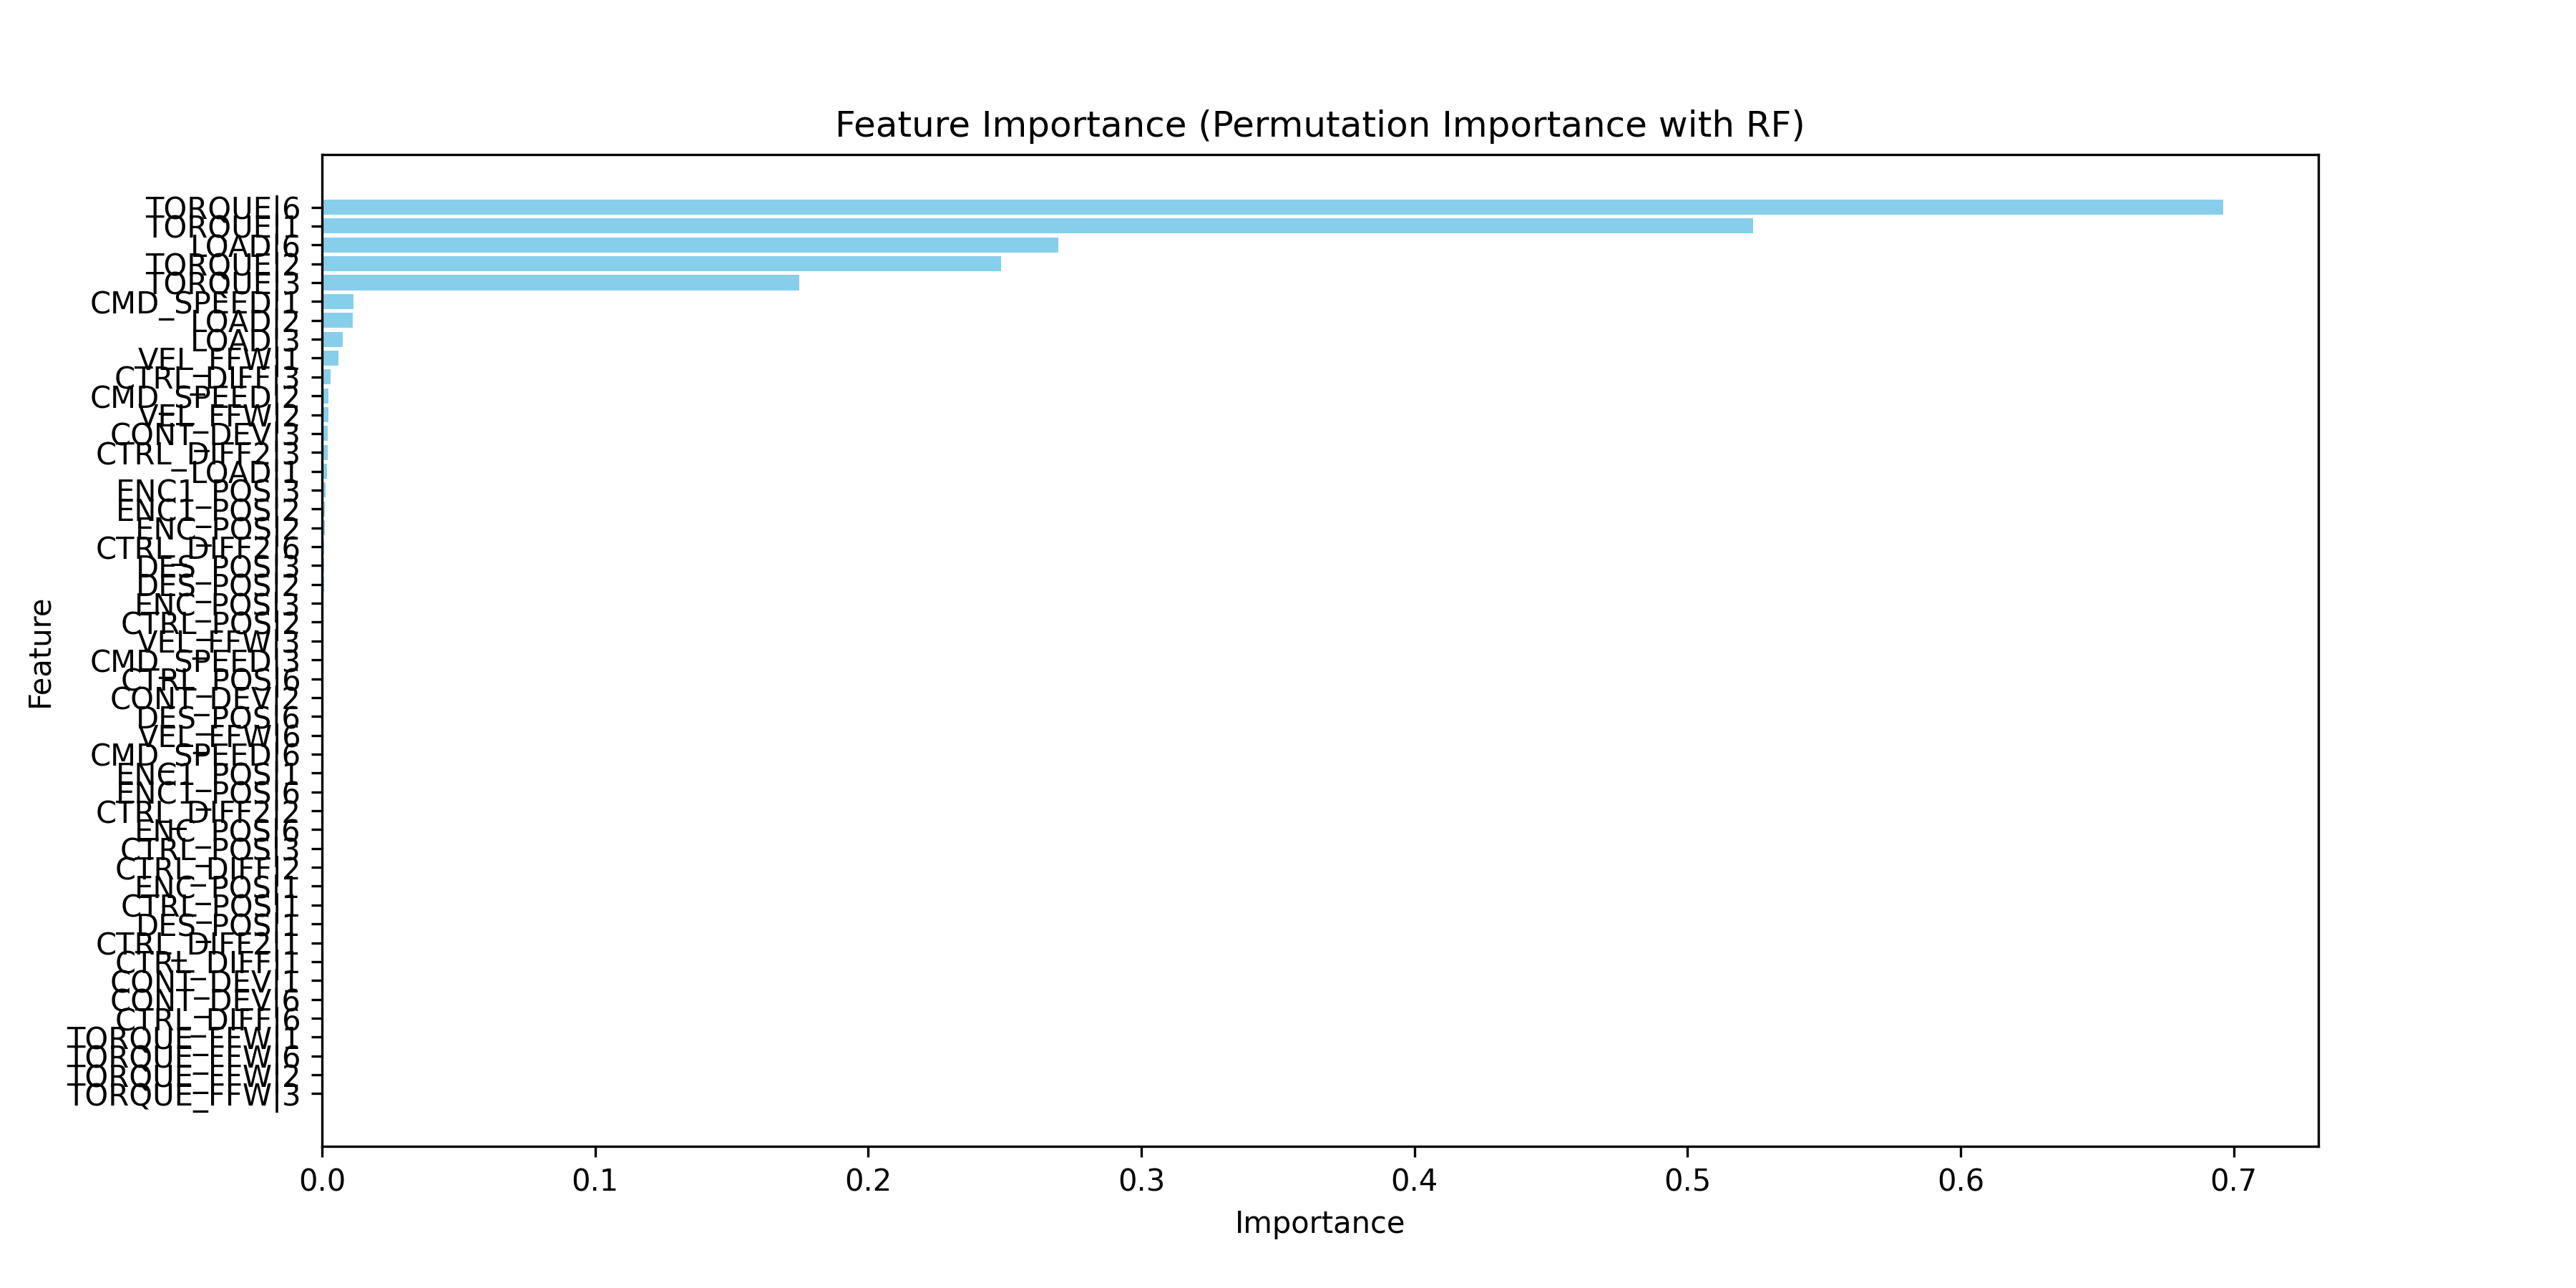 Feature Importance (Permutation Importance with RF)
TORQUE|6
TORQUE|1
LOAD|6
TORQUE|2
TORQUE|3
CMD_SPEED|1
LOAD|2
LOAD|3
VEL_FFW|1
CTRL_DIFF|3
CMD_SPEED|2
VEL_FFW|2
CONT_DEV|3
CTRL_DIFF2|3
LOAD|1
ENC1_POS|3
ENC1_POS|2
ENC_POS|2
CTRL_DIFF2|6
DES_POS|3
DES_POS|2
ENC_POS|3
CTRL_POS|2
VEL_FFW|3
CMD_SPEED|3
CTRL_POS|6
CONT_DEV|2
DES_POS|6
VEL_FFW|6
CMD_SPEED|6
ENC1_POS|1
ENC1_POS|6
CTRL_DIFF2|2
ENC_POS|6
CTRL_POS|3
CTRL_DIFF|2
ENC_POS|1
CTRL_POS|1
DES_POS|1
CTRL_DIFF2|1
CTRL_DIFF|1
CONT_DEV|1
CONT_DEV|6
CTRL_DIFF|6
TORQUE_FFW|1
TORQUE_FFW|6
TORQUE_FFW|2
TORQUE_FFW|3
Feature
0.0 0.1 0.2 0.3 0.4 0.5 0.6 0.7
Importance